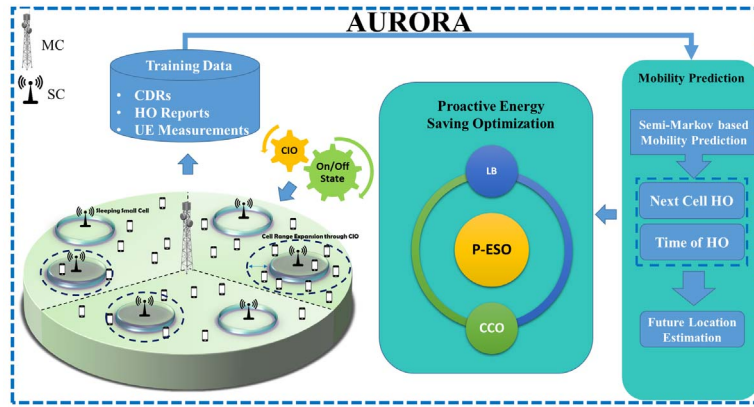 AURORA
MC
SC
Training Data
• CDRs
• HO Reports
• UE Measurements
CIO
On/Off
State
Sleeping Small Cell
Cell Range Expansion through CIO
Proactive Energy
Saving Optimization
LB
P-ESO
CCO
Mobility Prediction
Semi-Markov based
Mobility Prediction
Next Cell HO
Time of HO
Future Location
Estimation